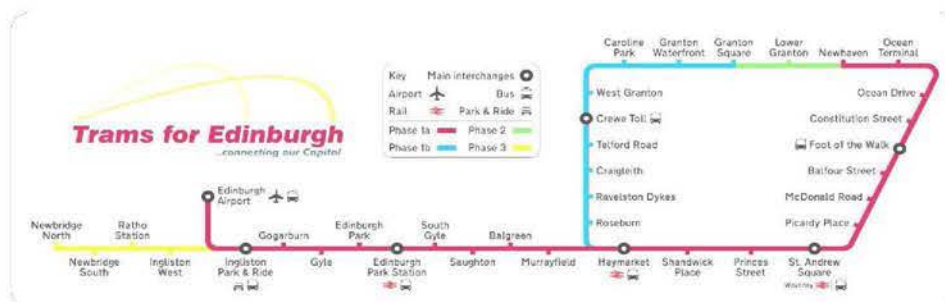 Trams for Edinburgh
...connecting our Capital
Key Main interchanges
Airport Bus
Rail Park & Ride
Phase 1a Phase 2
Phase 1b Phase 3
Caroline
Park
Granton
Waterfront
Granton
Square
Lower
Granton
Newhaven
Ocean
Terminal
West Granton
Crewe Toll
Telford Road
Craigleith
Ravelston Dykes
Roseburn
Ocean Drive
Constitution Street
Foot of the Walk
Balfour Street
McDonald Road
Picardy Place
Edinburgh
Airport
Newbridge
North
Ratho
Station
Gogarburn
Edinburgh
Park
South
Gyle
Balgreen
Newbridge
South
Ingliston
West
Ingliston
Park & Ride
Gyle
Edinburgh
Park Station
Saughton
Murrayfield
Haymarket
Shandwick
Place
Princes
Street
St. Andrew
Square
Waverley